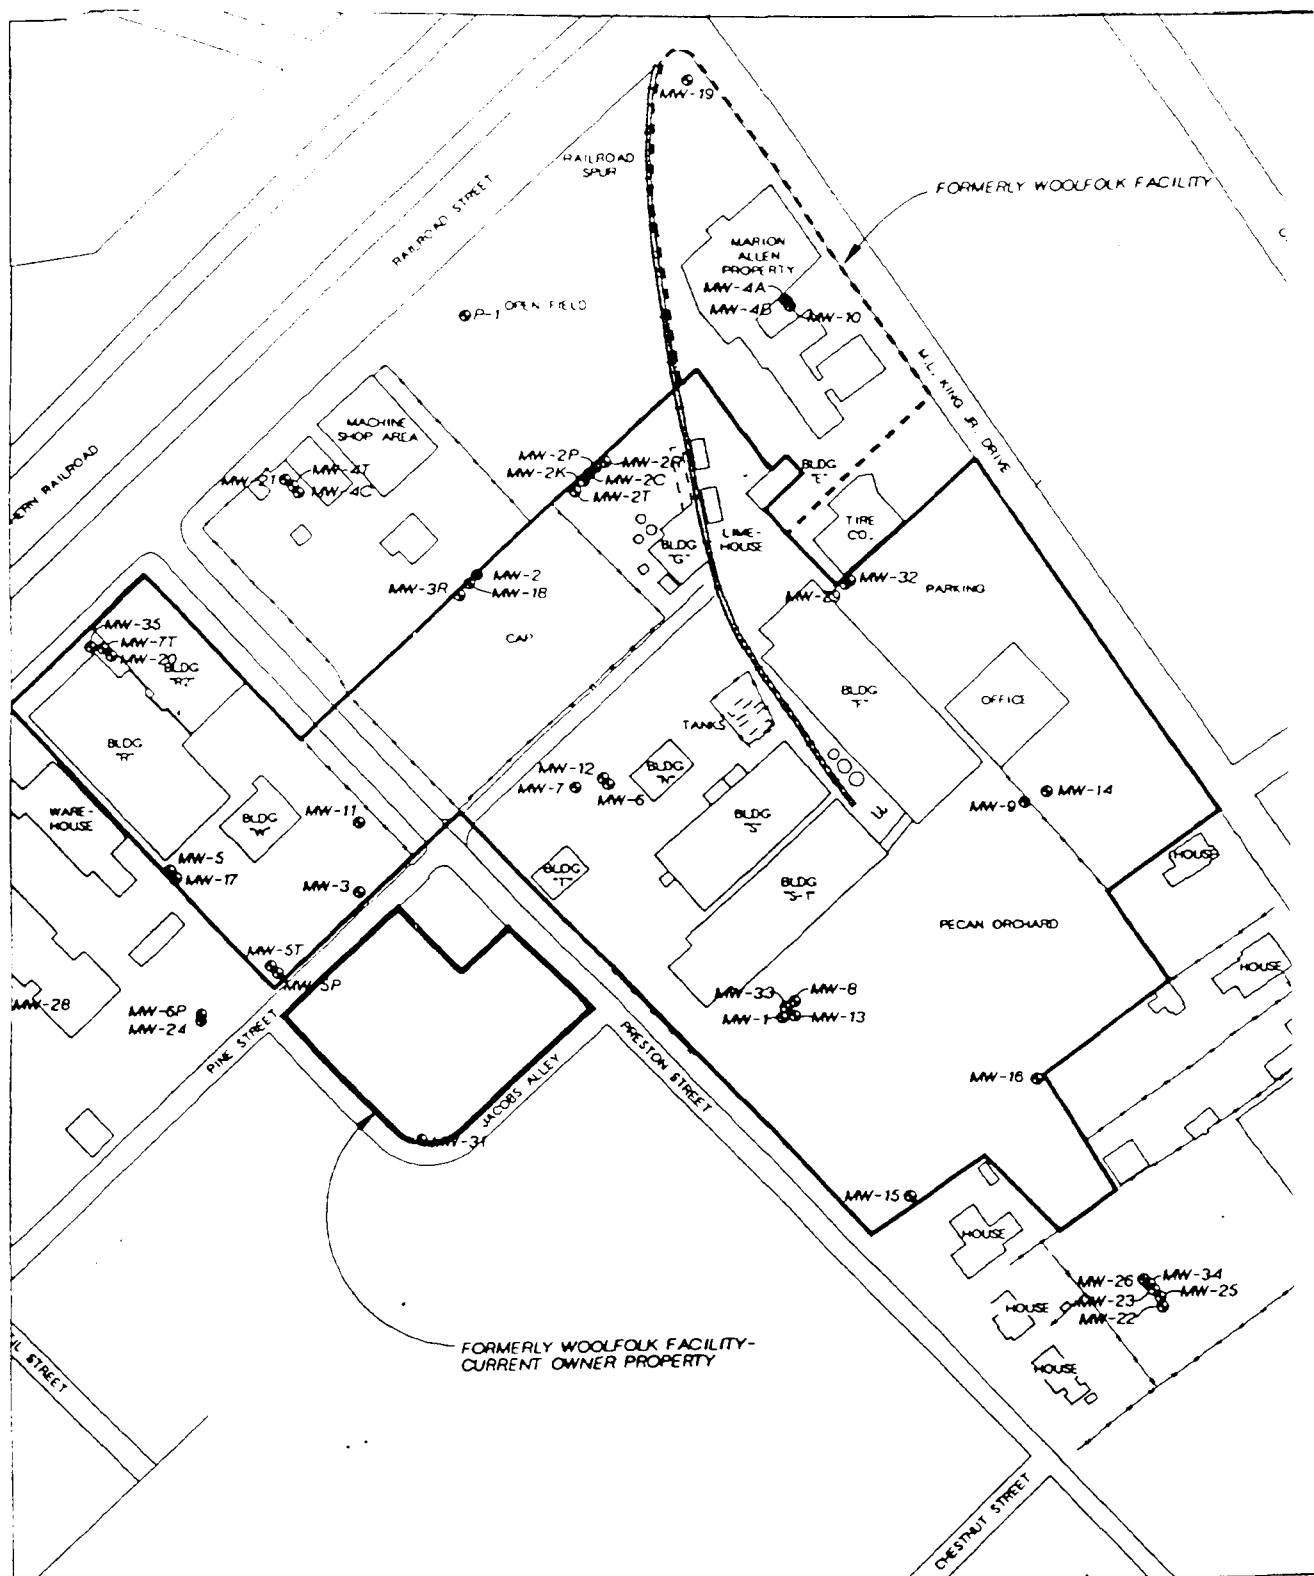 MW-19
RAILROAD
SPUR
FORMERLY WOOLFOLK FACILITY
RAILROAD STREET
MARION
ALLEN
PROPERTY
MW-4A
MW-4B
MW-10
P-1
OPEN FIELD
M.L. KING JR. DRIVE
MACHINE
SHOP AREA
ERN RAILROAD
MW-21
MW-4T
MW-4C
MW-2P
MW-2R
MW-2K
MW-2C
MW-2T
BLDG
"E"
TIRE
CO.
LIME-
HOUSE
BLDG
"G"
MW-2
MW-18
MW-3R
MW-32
MW-29
PARKING
CAP
MW-35
MW-7T
MW-20
BLDG
"R2"
BLDG
"R"
BLDG
"F"
OFFICE
TANKS
MW-12
MW-7
MW-6
BLDG
"N"
MW-14
MW-9
WARE-
HOUSE
BLDG
"W"
MW-11
BLDG
"S"
HOUSE
MW-5
MW-17
MW-3
BLDG
"T"
BLDG
"S-T"
PECAN ORCHARD
HOUSE
MW-5T
MW-5P
MW-28
MW-6P
MW-24
MW-33
MW-8
MW-1
MW-13
PINE STREET
PRESTON STREET
JACOBS ALLEY
MW-16
MW-31
MW-15
HOUSE
MW-26
MW-34
MW-23
MW-25
MW-22
HOUSE
HOUSE
FORMERLY WOOLFOLK FACILITY-
CURRENT OWNER PROPERTY
STREET
CHESTNUT STREET